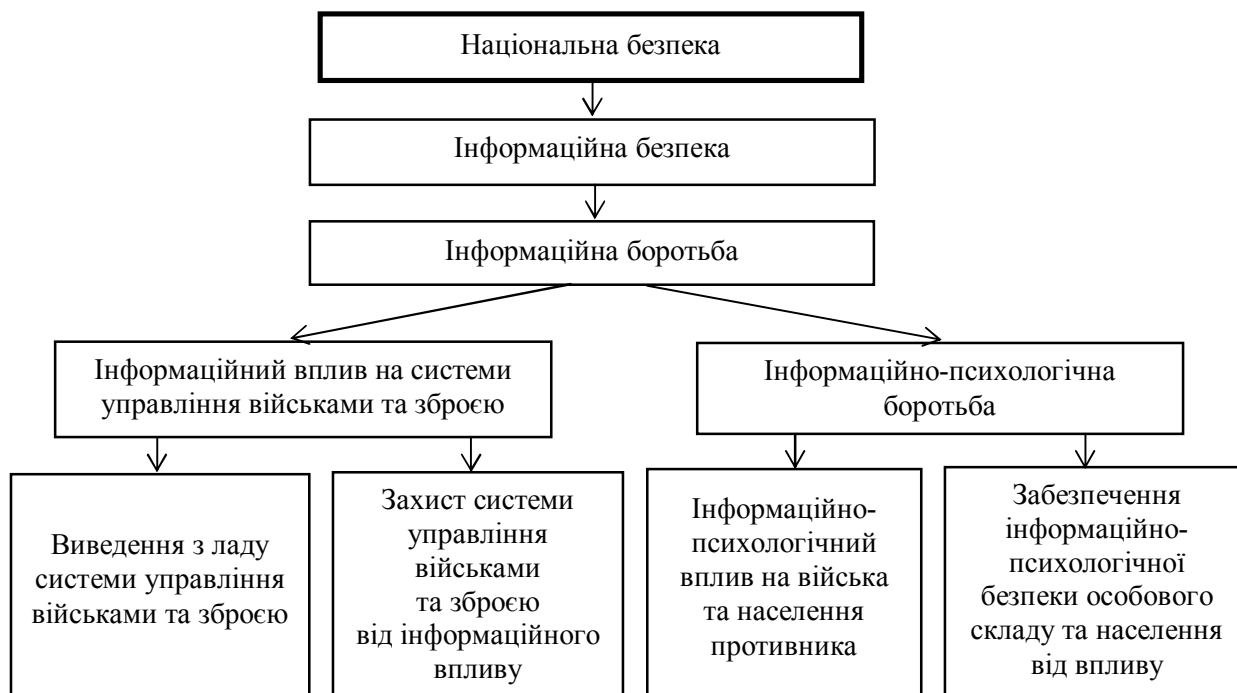 Національна безпека
Інформаційна безпека
Інформаційна боротьба
Інформаційний вплив на системи
управління військами та зброєю
Інформаційно-психологічна
боротьба
Виведення з ладу
системи управління
військами та зброєю
Захист системи
управління
військами
та зброєю
від інформаційного
впливу
Інформаційно-
психологічний
вплив на війська
та населення
противника
Забезпечення
інформаційно-
психологічної
безпеки особового
складу та населення
від впливу